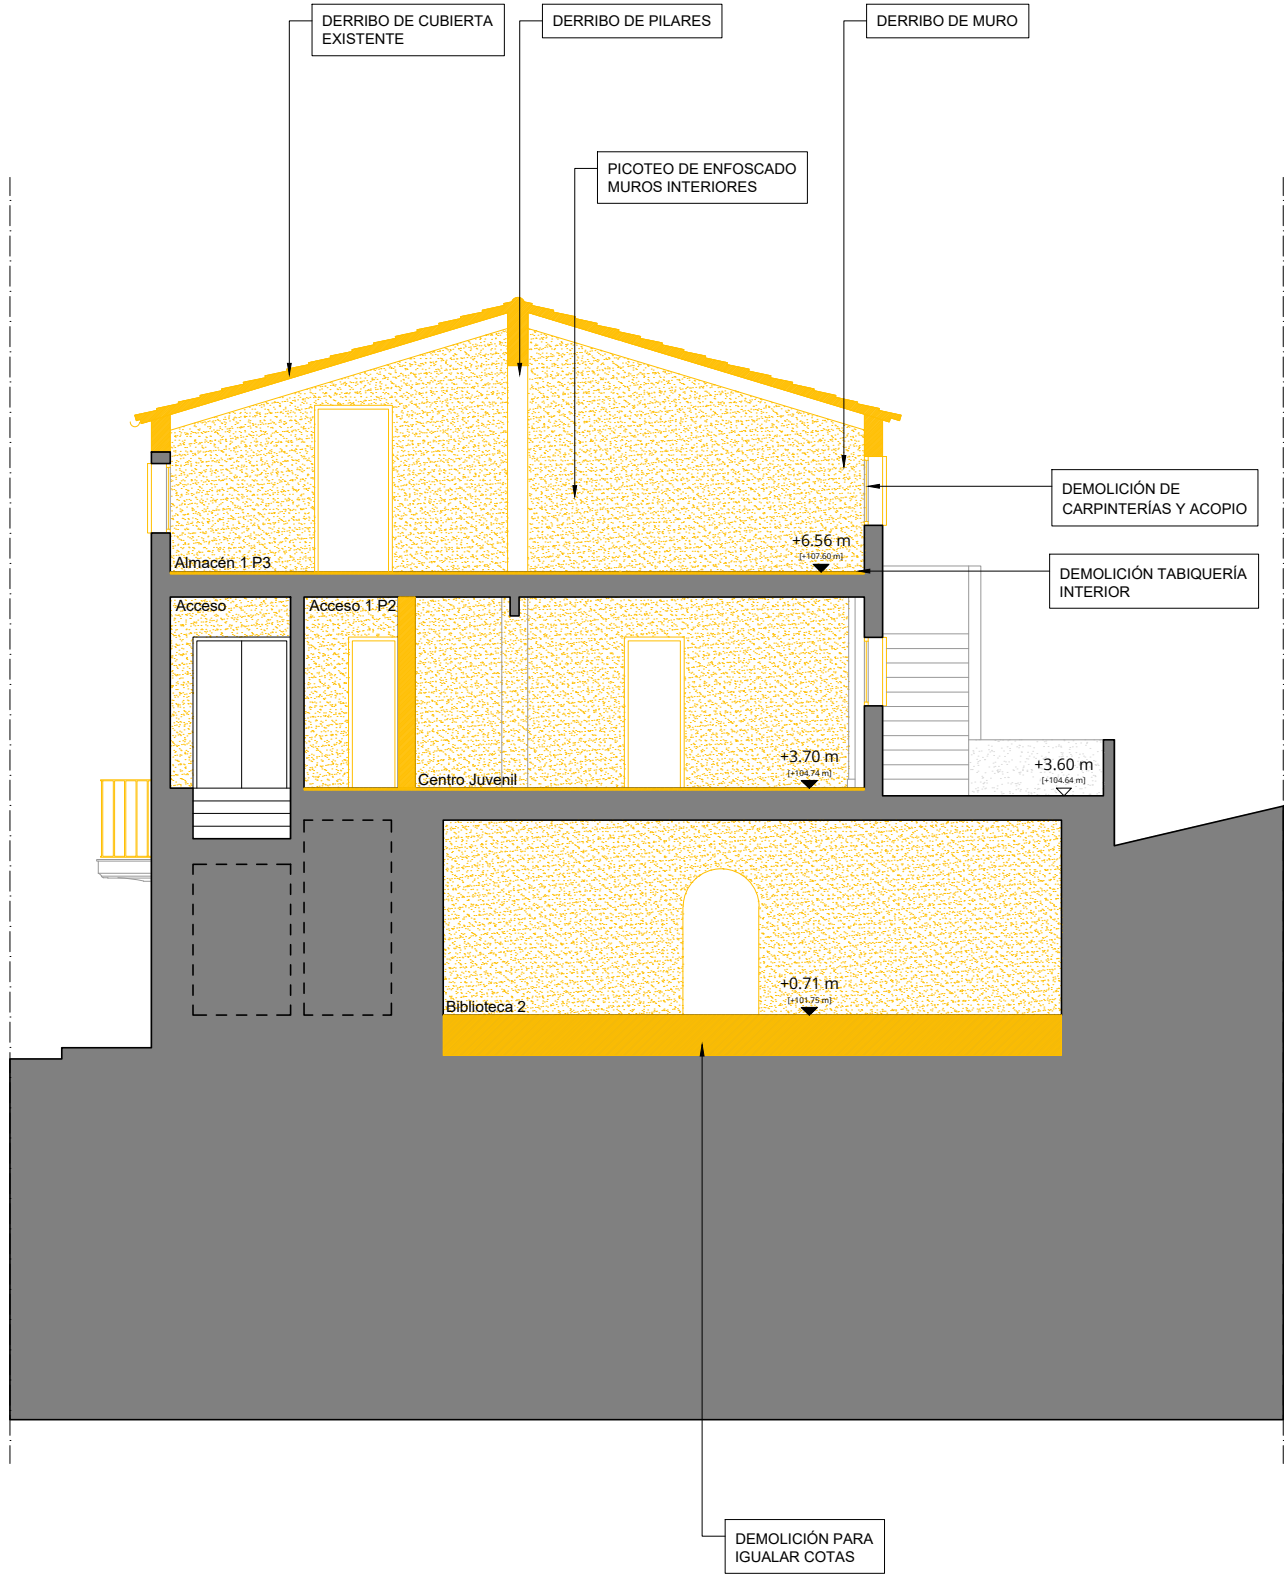 DERRIBO DE CUBIERTA
EXISTENTE
DERRIBO DE PILARES
DERRIBO DE MURO
PICOTEO DE ENFOSCADO
MUROS INTERIORES
DEMOLICIÓN DE
CARPINTERÍAS Y ACOPIO
+6.56 m
[+107.60 m]
Almacén 1 P3
DEMOLICIÓN TABIQUERÍA
INTERIOR
Acceso
Acceso 1 P2
+3.70 m
[+104.74 m]
Centro Juvenil
+3.60 m
[+104.64 m]
+0.71 m
[+101.75 m]
Biblioteca 2
DEMOLICIÓN PARA
IGUALAR COTAS